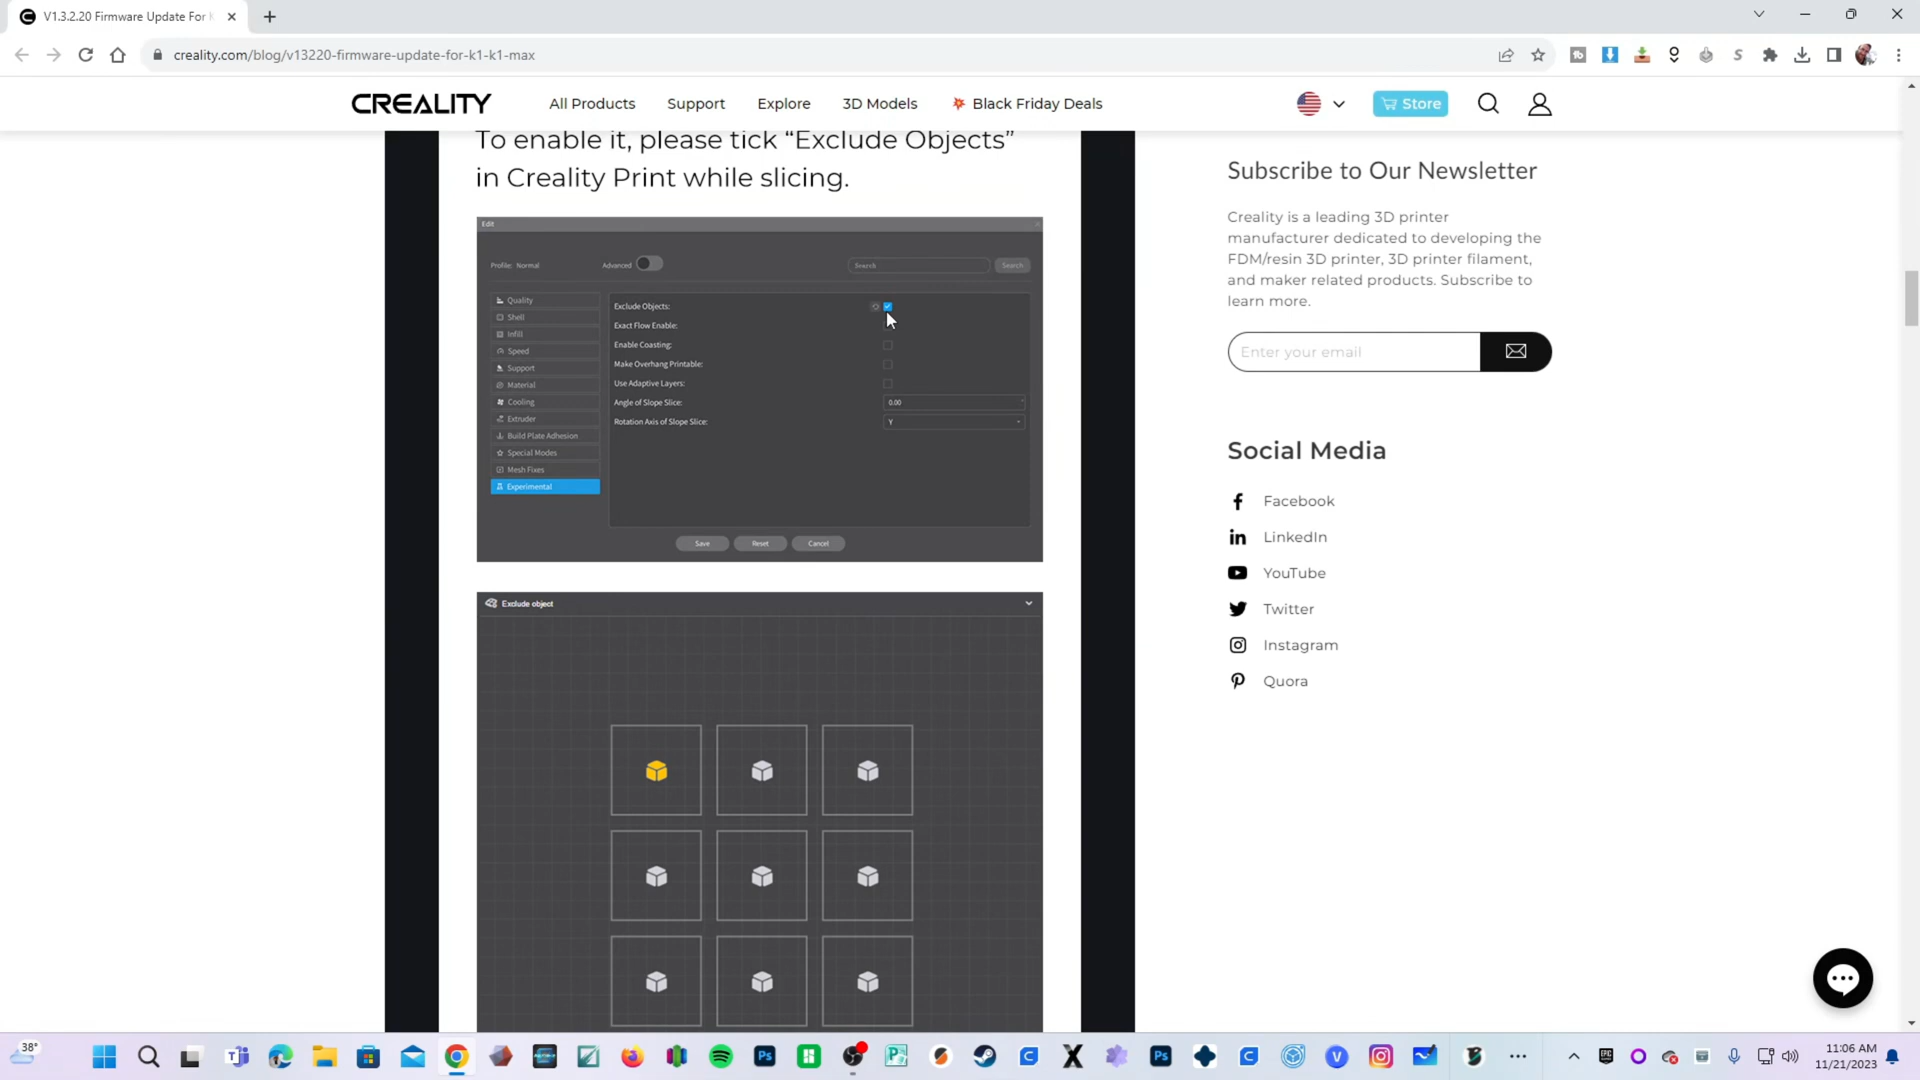 V1.3.2.20 Firmware Update For K
creality.com/blog/v13220-firmware-update-for-k1-k1-max
CREALITY
All Products
Support
Explore
3D Models
Black Friday Deals
Store
To enable it, please tick “Exclude Objects”
in Creality Print while slicing.
Edit
Profile: Normal
Advanced
Search
Search
Quality
Shell
Infill
Speed
Support
Material
Cooling
Extruder
Build Plate Adhesion
Special Modes
Mesh Fixes
Experimental
Exclude Objects:
Exact Flow Enable:
Enable Coasting:
Make Overhang Printable:
Use Adaptive Layers:
Angle of Slope Slice:
0.00
Rotation Axis of Slope Slice:
Y
Save
Reset
Cancel
Exclude object
Subscribe to Our Newsletter
Creality is a leading 3D printer
manufacturer dedicated to developing the
FDM/resin 3D printer, 3D printer filament,
and maker related products. Subscribe to
learn more.
Enter your email
Social Media
Facebook
LinkedIn
YouTube
Twitter
Instagram
Quora
38°
11:06 AM
11/21/2023